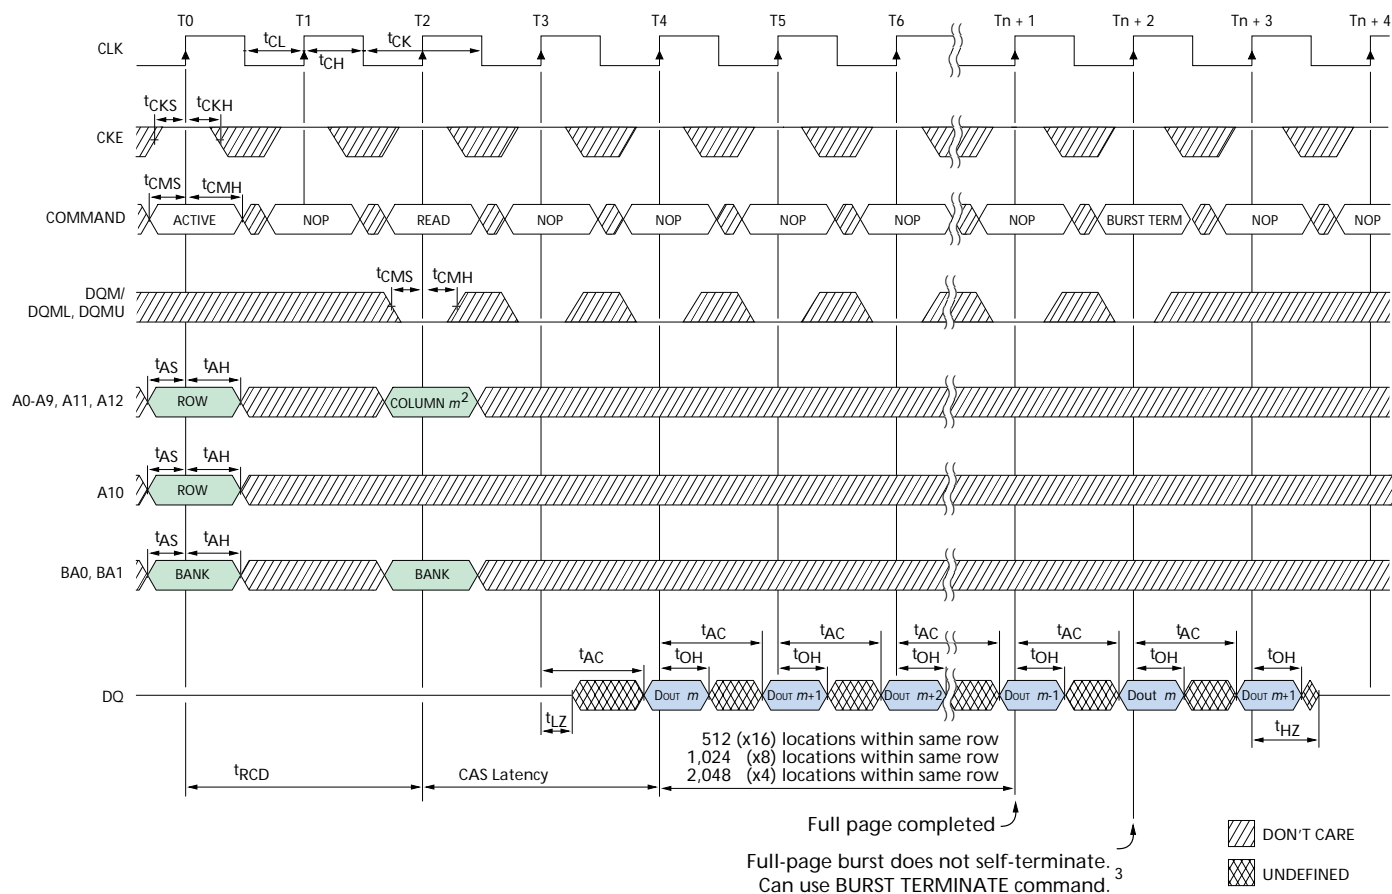 T0 T1 T2 T3 T4 T5 T6 Tn + 1 Tn + 2 Tn + 3 Tn + 4
CLK
tCL tCK
tCH
tCKS tCKH
CKE
tCMS tCMH
COMMAND ACTIVE NOP READ NOP NOP NOP NOP NOP BURST TERM NOP NOP
tCMS tCMH
DQM/
DQML, DQMU
tAS tAH
A0-A9, A11, A12 ROW COLUMN m2
tAS tAH
A10 ROW
tAS tAH
BA0, BA1 BANK BANK
tAC tAC tAC tAC tAC tAC
tOH tOH tOH tOH tOH tOH
DQ DOUT m DOUT m+1 DOUT m+2 DOUT m-1 Dout m DOUT m+1
tLZ tHZ
512 (x16) locations within same row
1,024 (x8) locations within same row
2,048 (x4) locations within same row
tRCD CAS Latency
Full page completed
Full-page burst does not self-terminate.
Can use BURST TERMINATE command. 3
DON'T CARE
UNDEFINED